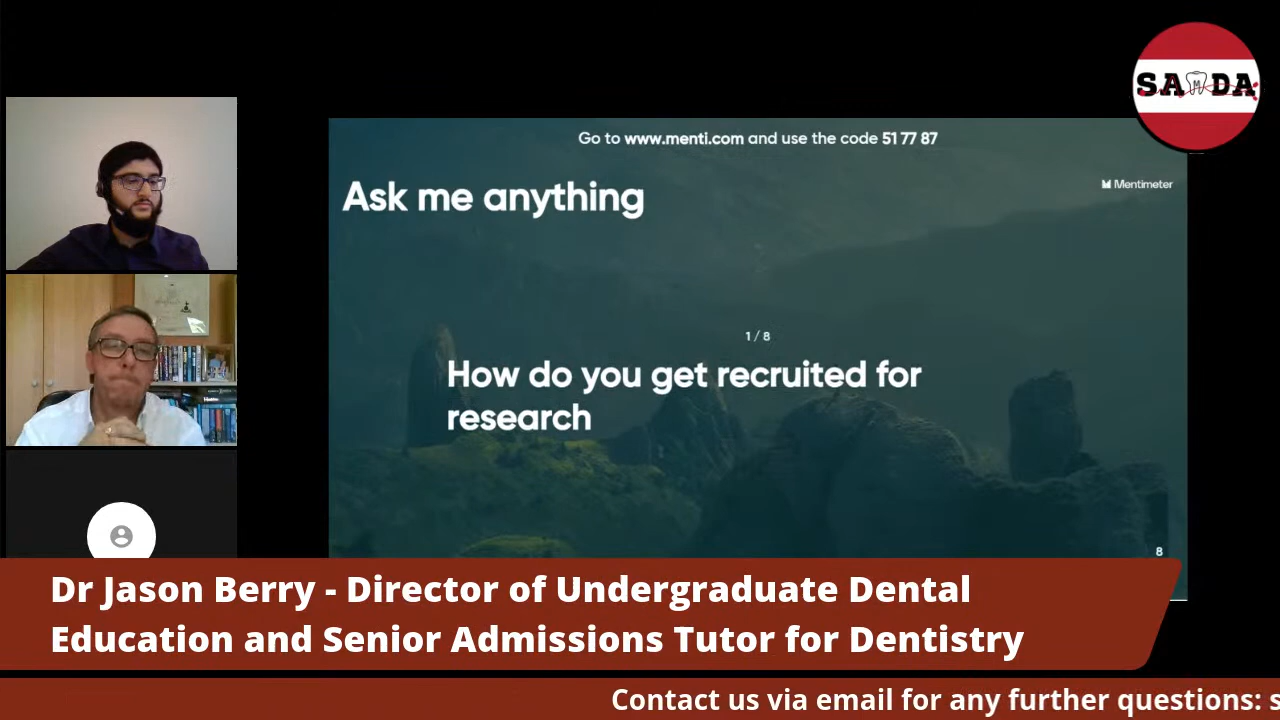 SAMDA
Go to www.menti.com and use the code 51 77 87
Mentimeter
Ask me anything
1 / 8
How do you get recruited for
research
8
Dr Jason Berry - Director of Undergraduate Dental
Education and Senior Admissions Tutor for Dentistry
Contact us via email for any further questions: s